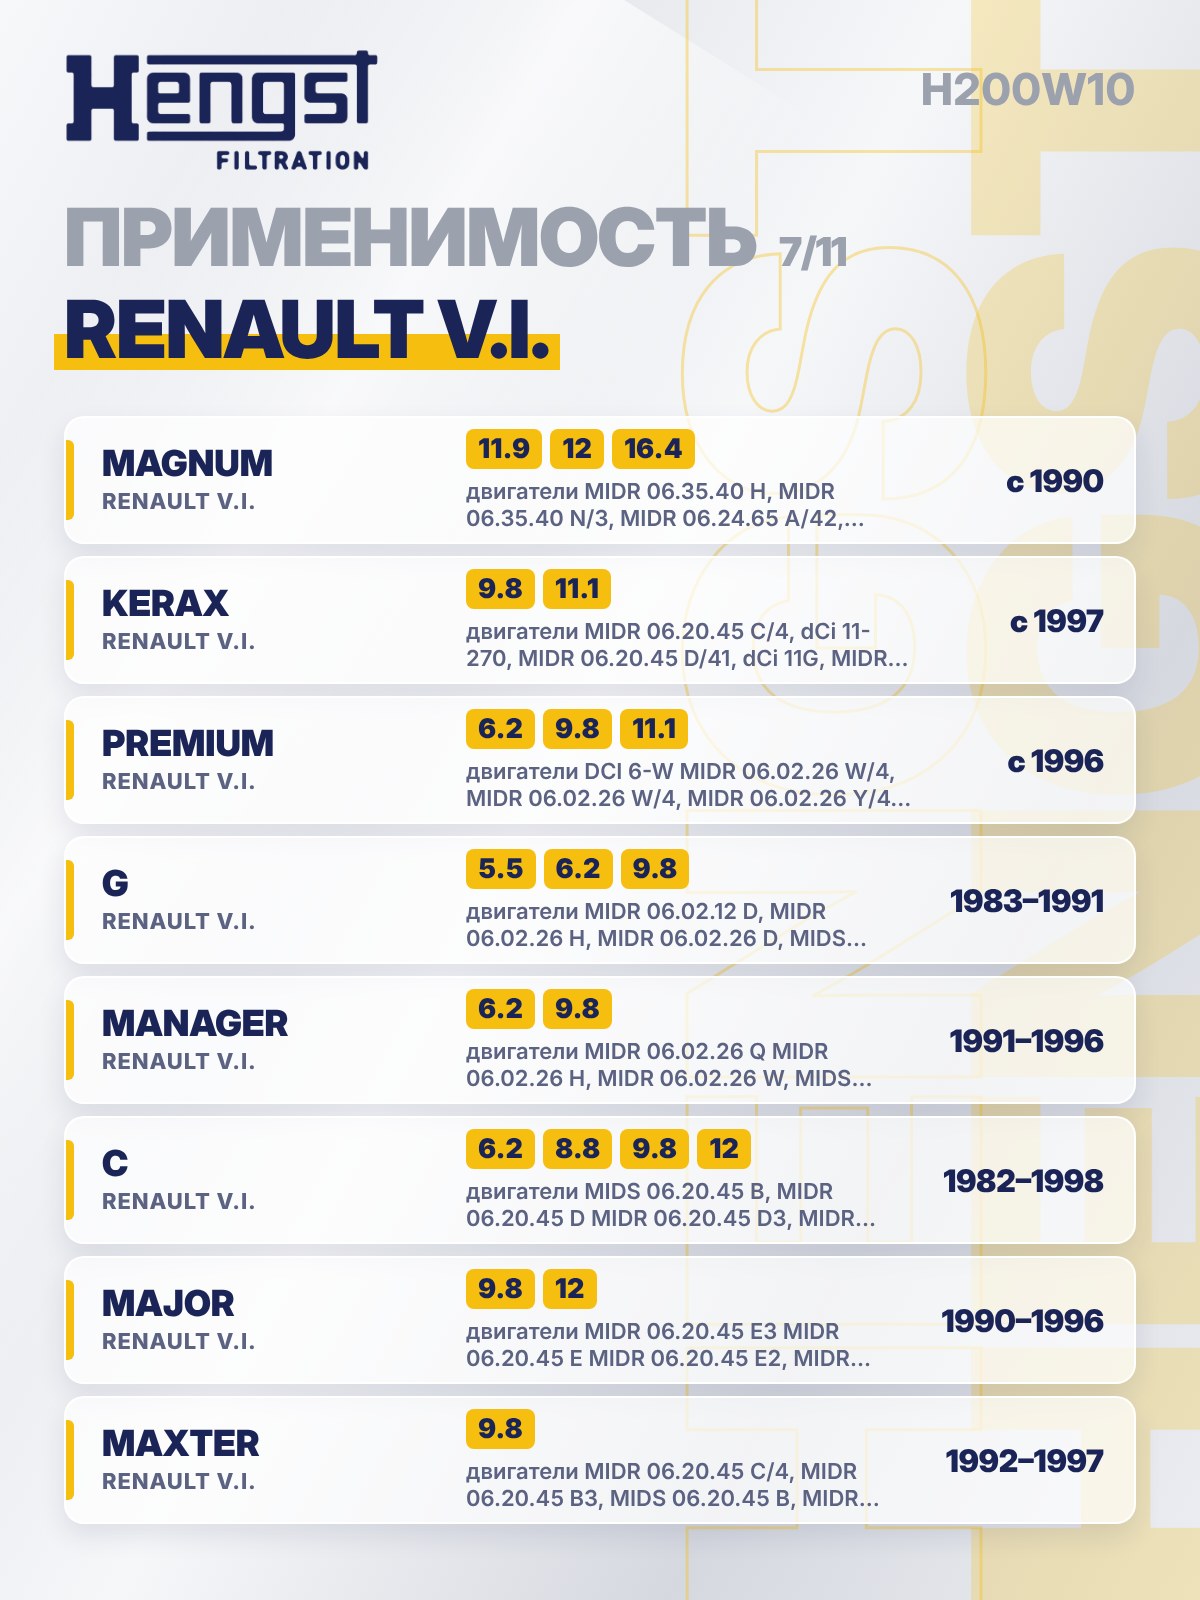 Hengst
FILTRATION
H200W10
ПРИМЕНИМОСТЬ 7/11
RENAULT V.I.
MAGNUM
RENAULT V.I.
11.9 12 16.4
двигатели MIDR 06.35.40 H, MIDR
06.35.40 N/3, MIDR 06.24.65 A/42,...
с 1990
KERAX
RENAULT V.I.
9.8 11.1
двигатели MIDR 06.20.45 C/4, dCi 11-
270, MIDR 06.20.45 D/41, dCi 11G, MIDR...
с 1997
PREMIUM
RENAULT V.I.
6.2 9.8 11.1
двигатели DCI 6-W MIDR 06.02.26 W/4,
MIDR 06.02.26 W/4, MIDR 06.02.26 Y/4...
с 1996
G
RENAULT V.I.
5.5 6.2 9.8
двигатели MIDR 06.02.12 D, MIDR
06.02.26 H, MIDR 06.02.26 D, MIDS...
1983–1991
MANAGER
RENAULT V.I.
6.2 9.8
двигатели MIDR 06.02.26 Q MIDR
06.02.26 H, MIDR 06.02.26 W, MIDS...
1991–1996
C
RENAULT V.I.
6.2 8.8 9.8 12
двигатели MIDS 06.20.45 B, MIDR
06.20.45 D MIDR 06.20.45 D3, MIDR...
1982–1998
MAJOR
RENAULT V.I.
9.8 12
двигатели MIDR 06.20.45 E3 MIDR
06.20.45 E MIDR 06.20.45 E2, MIDR...
1990–1996
MAXTER
RENAULT V.I.
9.8
двигатели MIDR 06.20.45 C/4, MIDR
06.20.45 B3, MIDS 06.20.45 B, MIDR...
1992–1997
HENGST